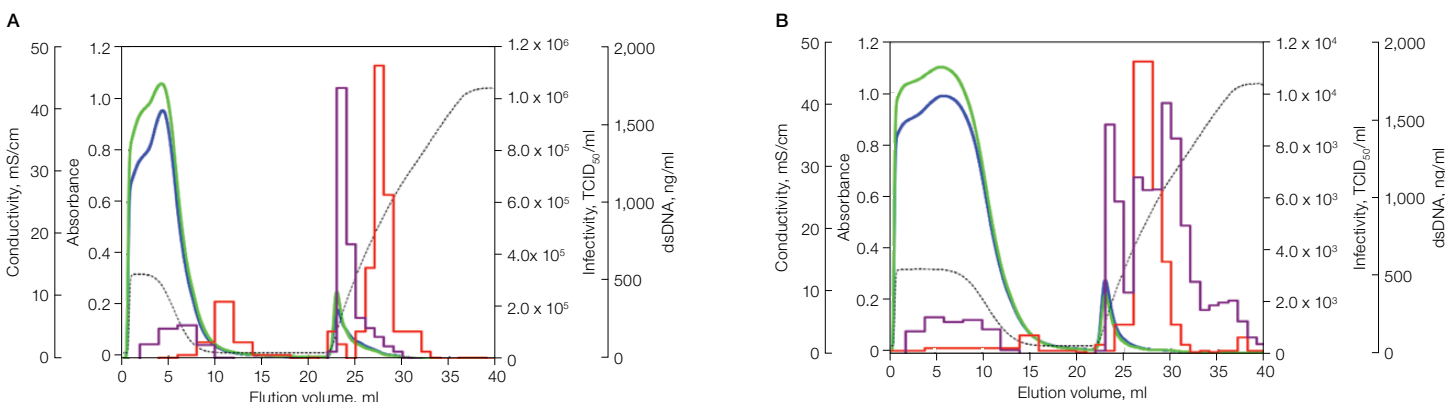 A
50
40
30
20
10
0
Conductivity, mS/cm
1.2
1.0
0.8
0.6
0.4
0.2
0
Absorbance
1.2 x 10⁶
1.0 x 10⁶
8.0 x 10⁵
6.0 x 10⁵
4.0 x 10⁵
2.0 x 10⁵
0
Infectivity, TCID₅₀/ml
2,000
1,500
1,000
500
0
dsDNA, ng/ml
0 5 10 15 20 25 30 35 40
Elution volume, ml
B
50
40
30
20
10
0
Conductivity, mS/cm
1.2
1.0
0.8
0.6
0.4
0.2
0
Absorbance
1.2 x 10⁴
1.0 x 10⁴
8.0 x 10³
6.0 x 10³
4.0 x 10³
2.0 x 10³
0
Infectivity, TCID₅₀/ml
2,000
1,500
1,000
500
0
dsDNA, ng/ml
0 5 10 15 20 25 30 35 40
Elution volume, ml